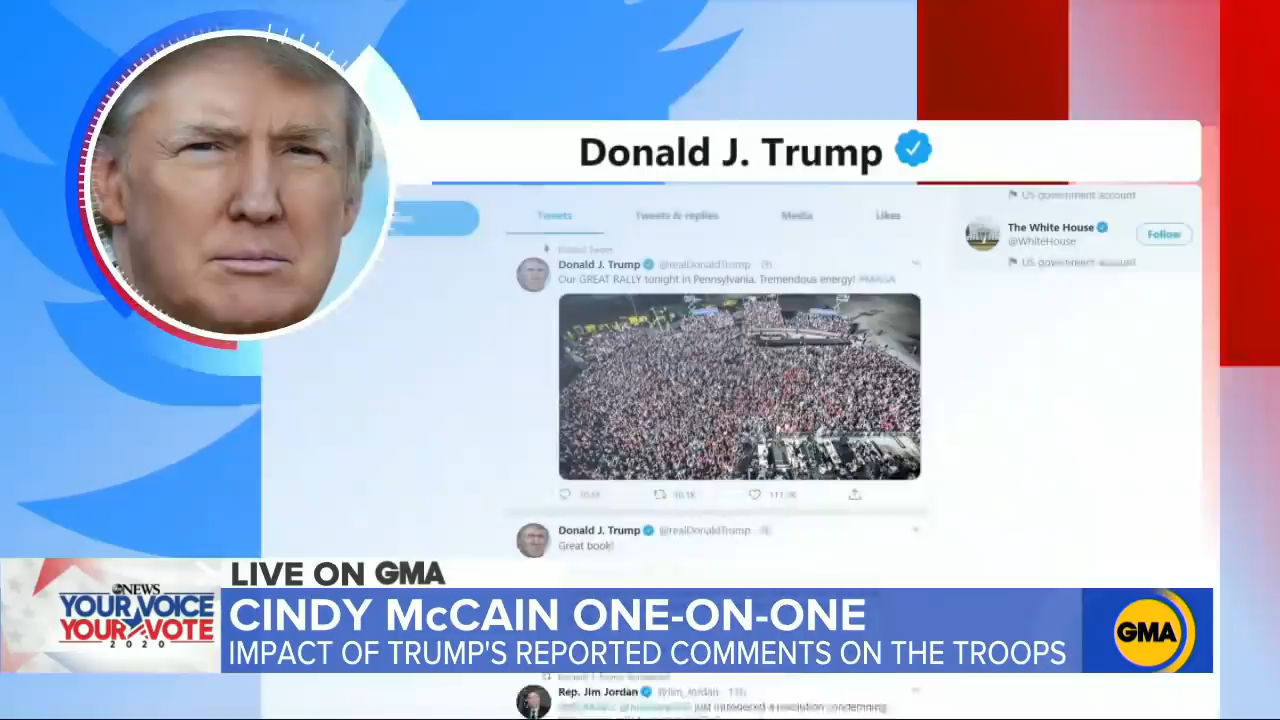 Donald J. Trump
US government account
Tweets Tweets & replies Media Likes
The White House
@WhiteHouse
Follow
US government account
Donald J. Trump @realDonaldTrump
Our GREAT RALLY tonight in Pennsylvania. Tremendous energy! #MAGA
Donald J. Trump @realDonaldTrump
Great book!
LIVE ON GMA
abc NEWS
YOUR VOICE
YOUR VOTE
2020
CINDY McCAIN ONE-ON-ONE
IMPACT OF TRUMP'S REPORTED COMMENTS ON THE TROOPS
GMA
Rep. Jim Jordan @Jim_Jordan
just introduced a resolution condemning